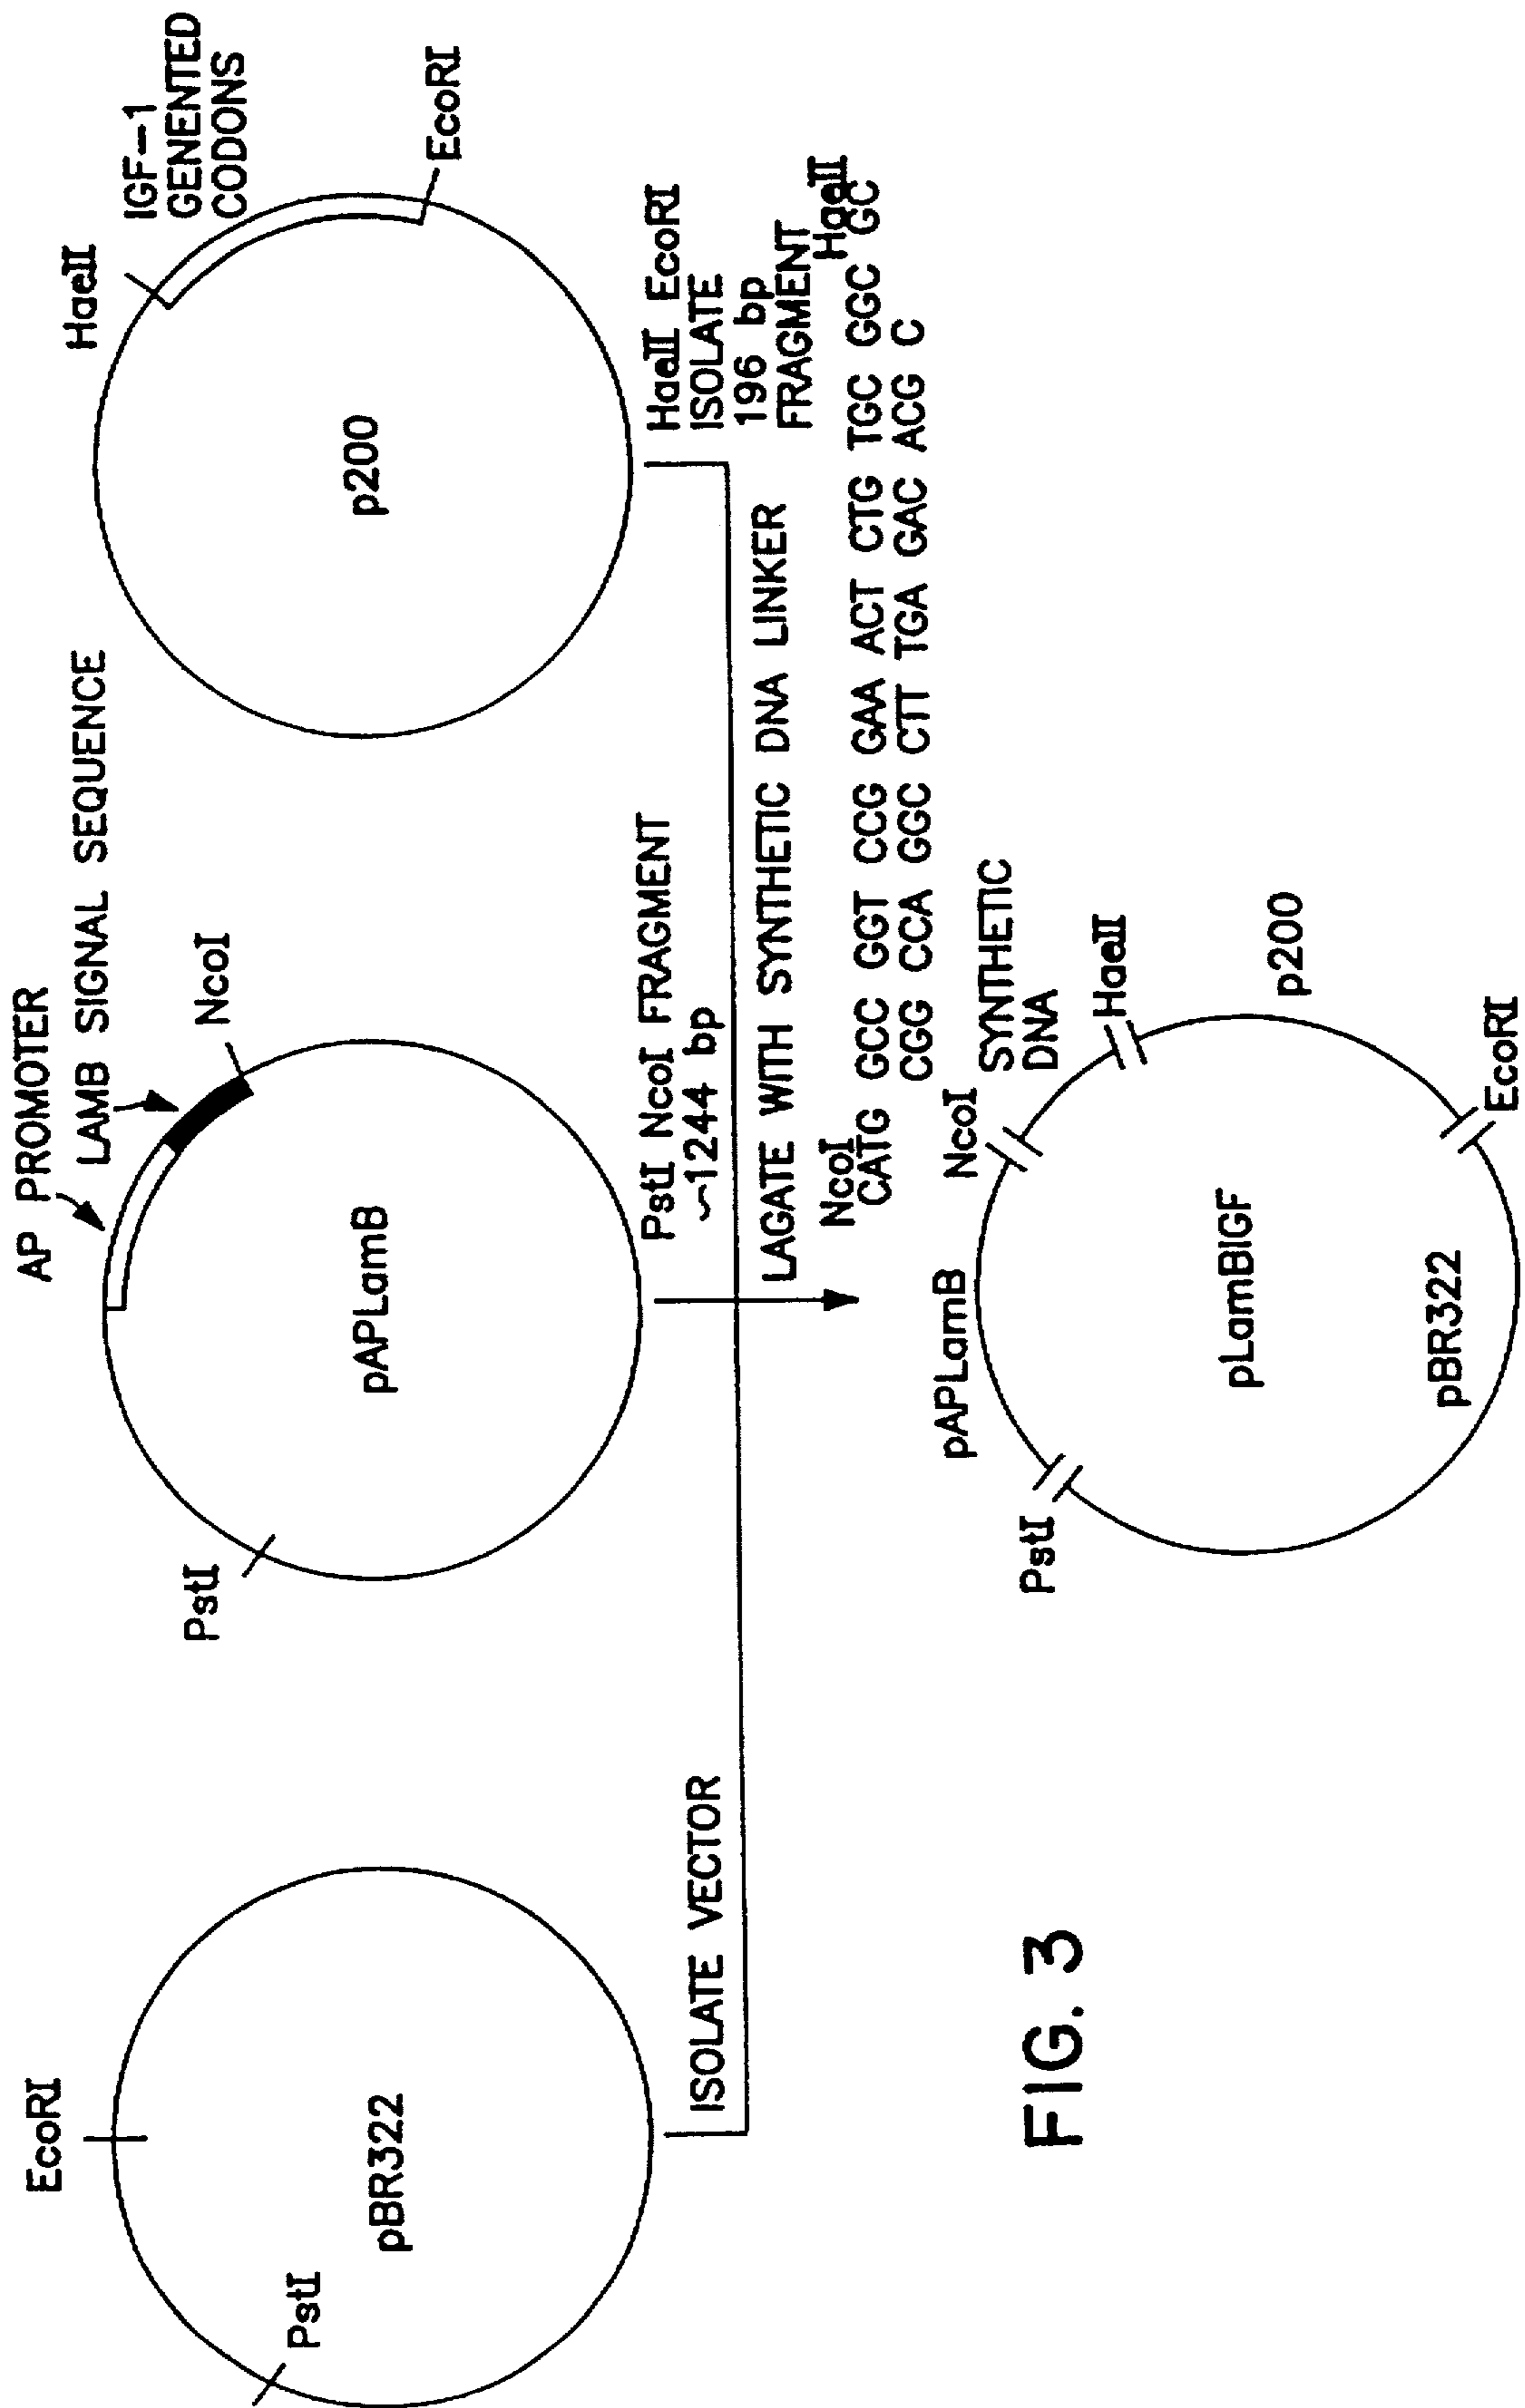 EcoRI
PstI
pBR322
ISOLATE VECTOR
AP PROMOTER
LAMB SIGNAL SEQUENCE
NcoI
PstI
pAPLamB
PstI NcoI FRAGMENT
~1244 bp
HaeII
IGF-1
GENENTED
CODONS
EcoRI
p200
HaeII EcoRI
ISOLATE
196 bp
FRAGMENT
LAGATE WITH SYNTHETIC DNA LINKER
NcoI
HaeII
CATG GCC GGT CCG GAA ACT CTG TGC GGC GC
CGG CCA GGC CTT TGA GAC ACG C
pAPLamB
NcoI
SYNTHETIC
DNA
HaeII
PstI
pLamBIGF
p200
pBR322
EcoRI
FIG. 3